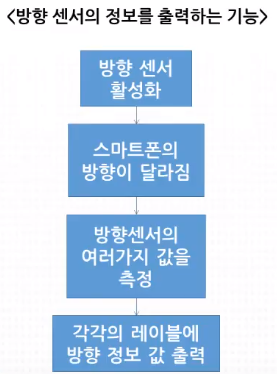 <방향 센서의 정보를 출력하는 기능>
방향 센서
활성화
스마트폰의
방향이 달라짐
방향센서의
여러가지 값을
측정
각각의 레이블에
방향 정보 값 출력